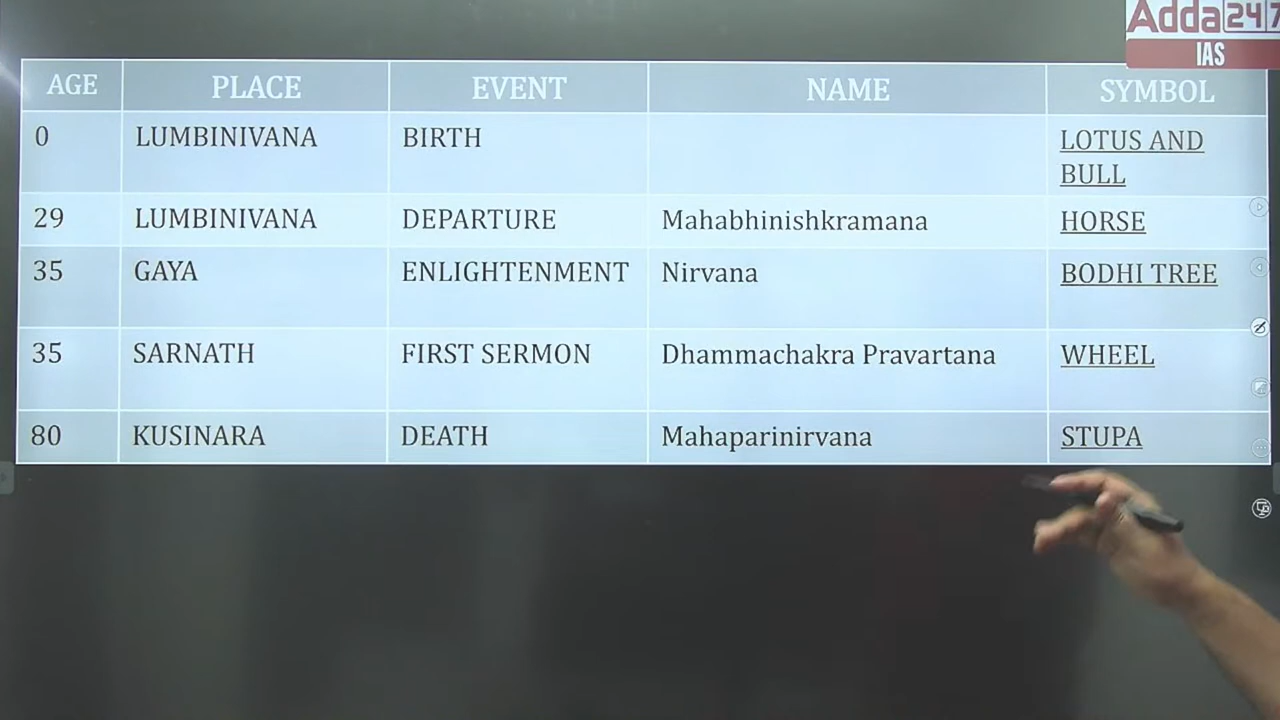 Adda247
IAS
AGE PLACE EVENT NAME SYMBOL
0 LUMBINIVANA BIRTH LOTUS AND
BULL
29 LUMBINIVANA DEPARTURE Mahabhinishkramana HORSE
35 GAYA ENLIGHTENMENT Nirvana BODHI TREE
35 SARNATH FIRST SERMON Dhammachakra Pravartana WHEEL
80 KUSINARA DEATH Mahaparinirvana STUPA